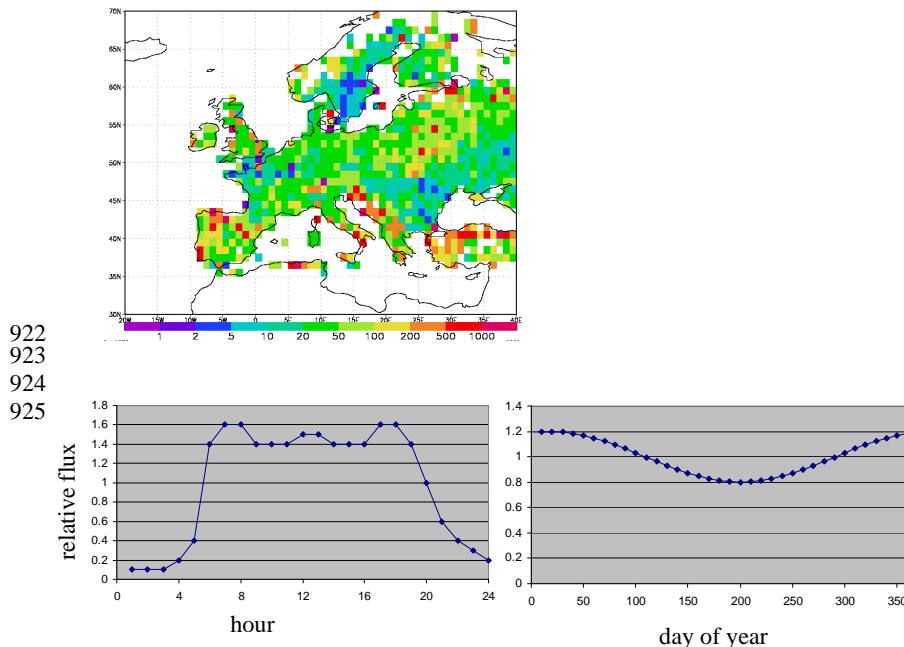 70N
65N
60N
55N
50N
45N
40N
35N
30N
20W 15W 10W 5W 0 5E 10E 15E 20E 25E 30E 35E 40E
1 2 5 10 20 50 100 200 500 1000
922
923
924
925
1.8
1.6
1.4
1.2
1
0.8
0.6
0.4
0.2
0
0 4 8 12 16 20 24
relative flux
hour
1.4
1.2
1
0.8
0.6
0.4
0.2
0
0 50 100 150 200 250 300 350
day of year